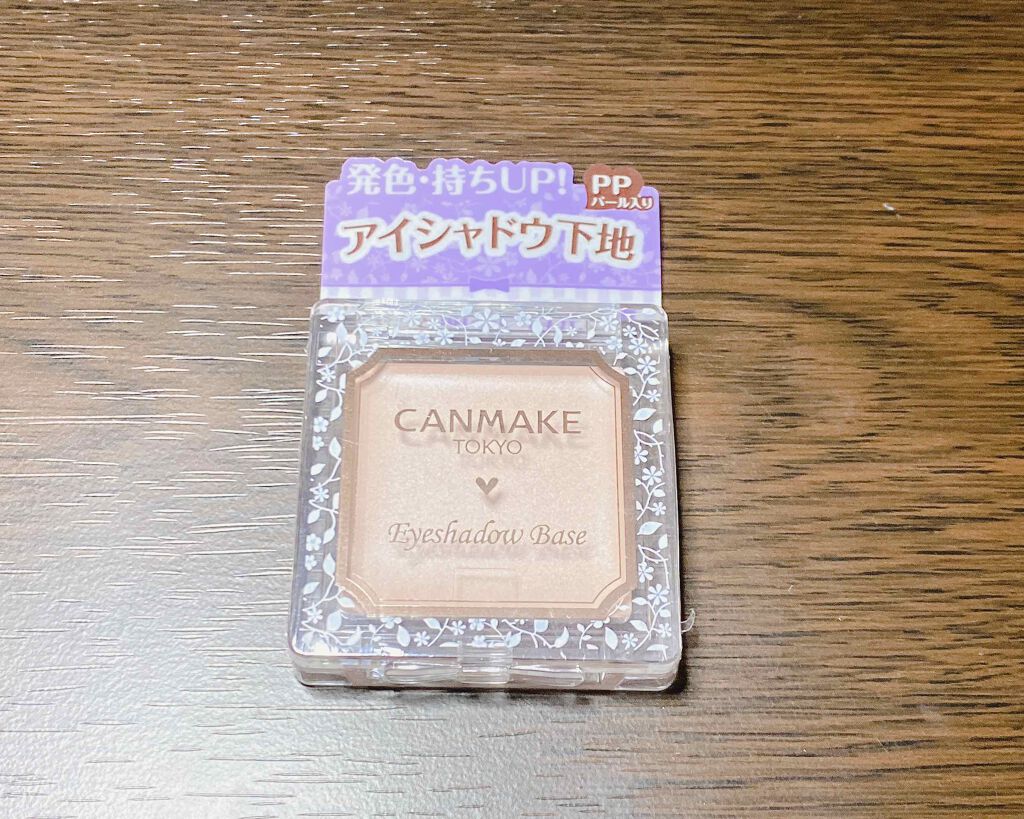 発色・持ちUP!
PP
パール入り
アイシャドウ下地
CANMAKE
TOKYO
Eyeshadow Base